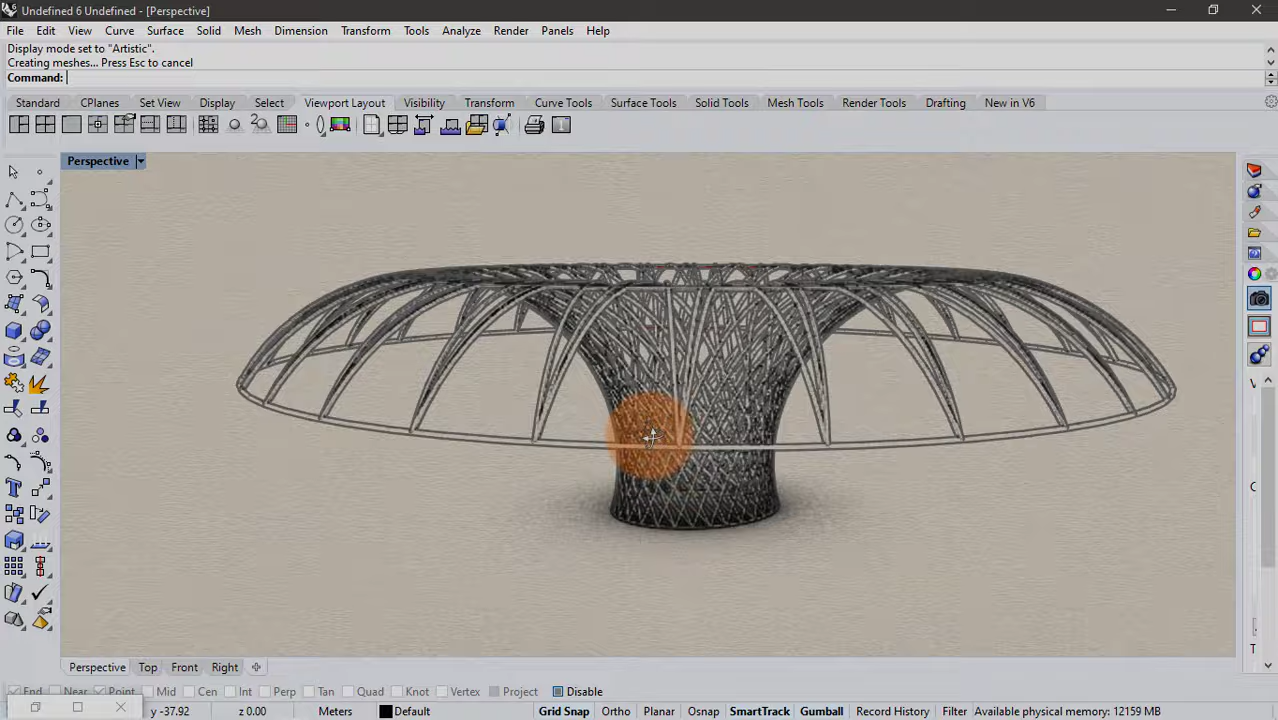 Undefined 6 Undefined - [Perspective]
File Edit View Curve Surface Solid Mesh Dimension Transform Tools Analyze Render Panels Help
Display mode set to "Artistic".
Creating meshes... Press Esc to cancel
Command:
Standard CPlanes Set View Display Select Viewport Layout Visibility Transform Curve Tools Surface Tools Solid Tools Mesh Tools Render Tools Drafting New in V6
Perspective
Perspective Top Front Right
End Near Point Mid Cen Int Perp Tan Quad Knot Vertex Project Disable
y -37.92 z 0.00 Meters Default Grid Snap Ortho Planar Osnap SmartTrack Gumball Record History Filter Available physical memory: 12159 MB